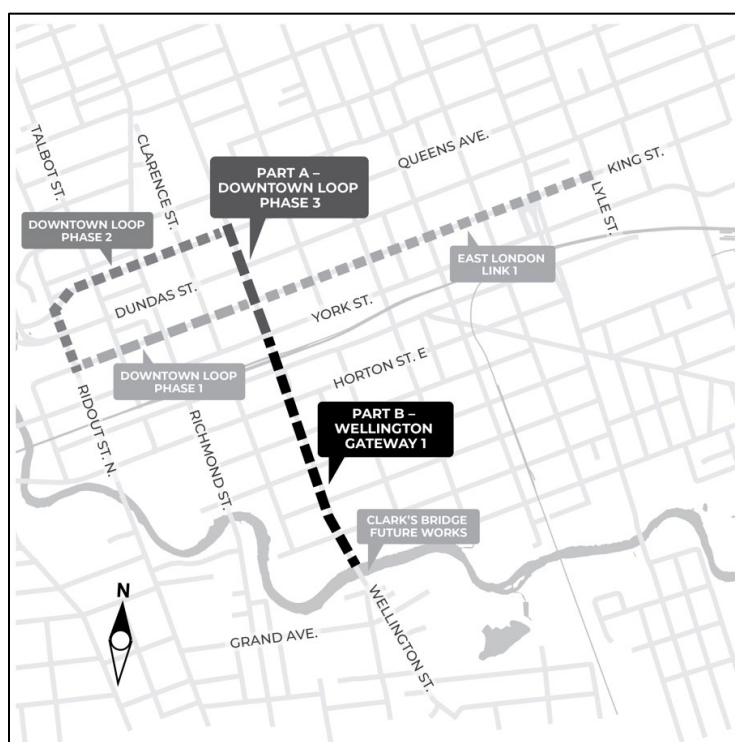 TALBOT ST.
CLARENCE ST.
QUEENS AVE.
KING ST.
LYLE ST.
PART A –
DOWNTOWN LOOP
PHASE 3
DOWNTOWN LOOP
PHASE 2
EAST LONDON
LINK 1
DUNDAS ST.
YORK ST.
DOWNTOWN LOOP
PHASE 1
HORTON ST. E
RIDOUT ST. N.
RICHMOND ST.
PART B –
WELLINGTON
GATEWAY 1
CLARK'S BRIDGE
FUTURE WORKS
N
GRAND AVE.
WELLINGTON ST.